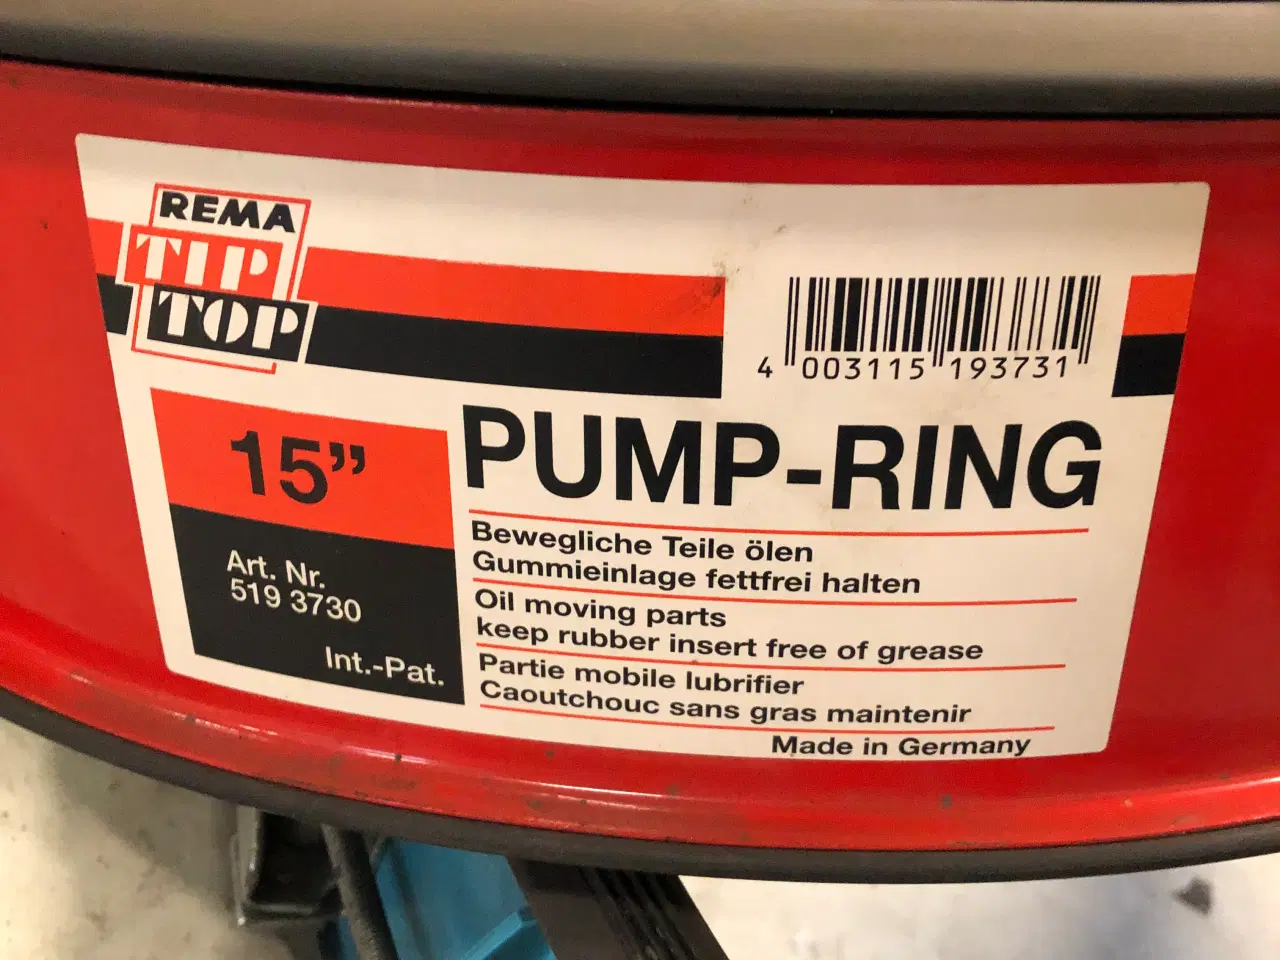 REMA
TIP
TOP
4 003115 193731
15”
PUMP-RING
Art. Nr.
519 3730
Int.-Pat.
Bewegliche Teile ölen
Gummieinlage fettfrei halten
Oil moving parts
keep rubber insert free of grease
Partie mobile lubrifier
Caoutchouc sans gras maintenir
Made in Germany